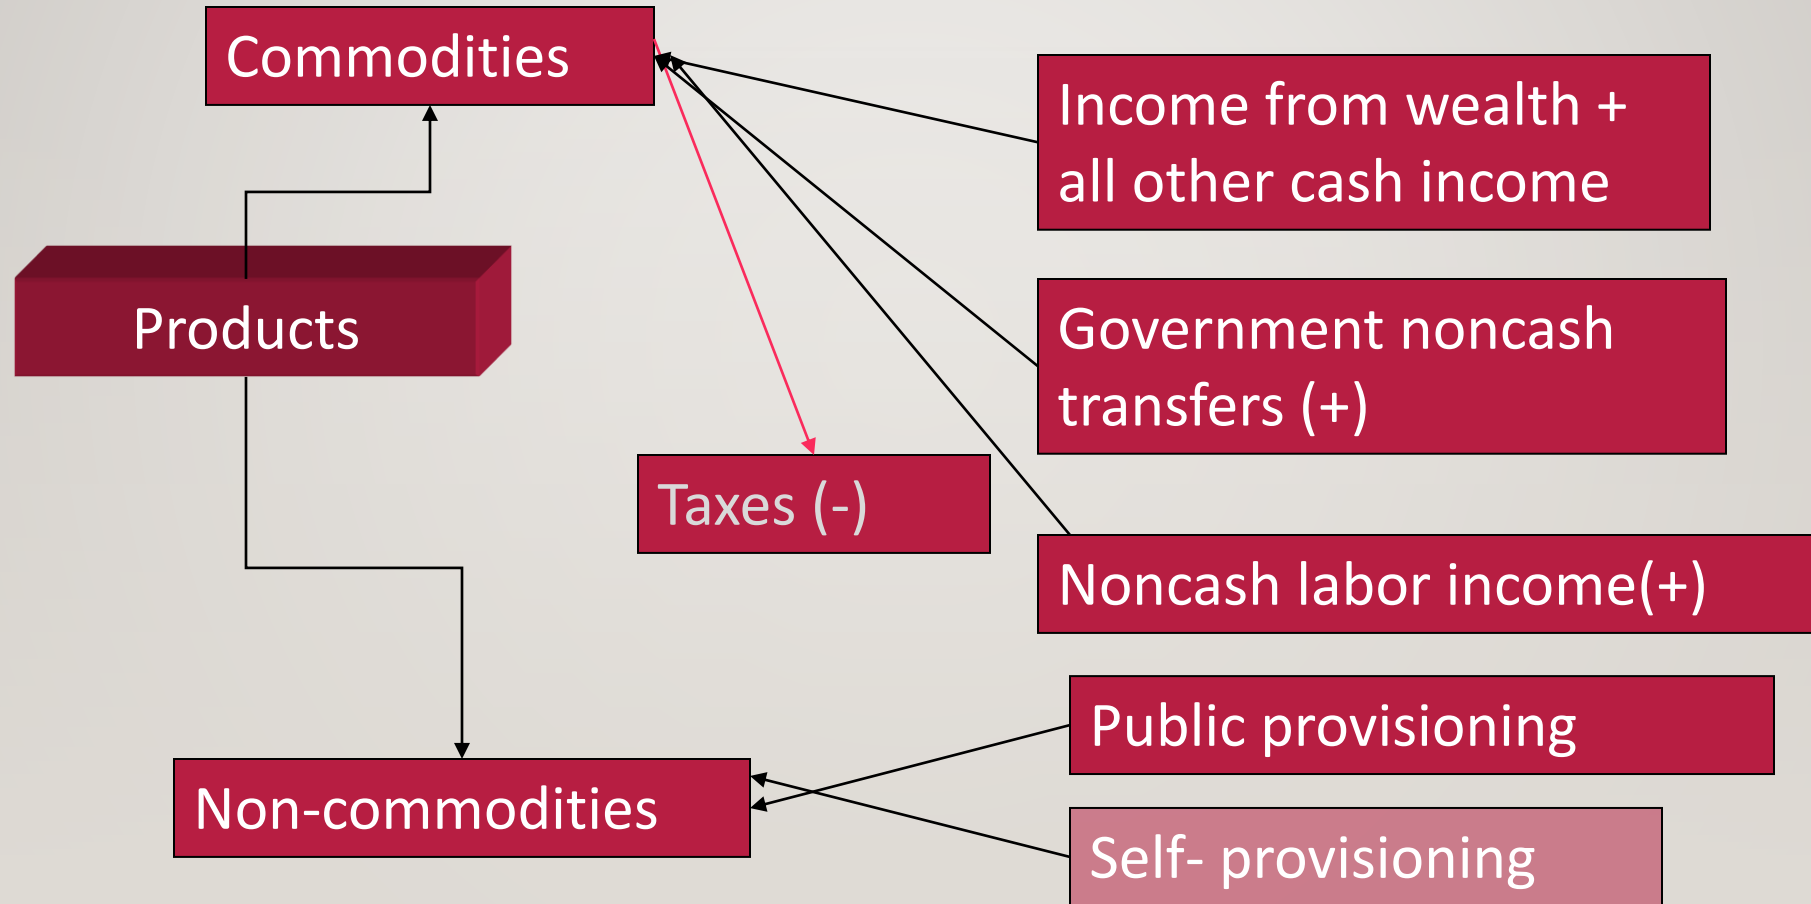 Commodities
Income from wealth +
all other cash income
Products
Government noncash
transfers (+)
Taxes (-)
Noncash labor income(+)
Public provisioning
Non-commodities
Self- provisioning